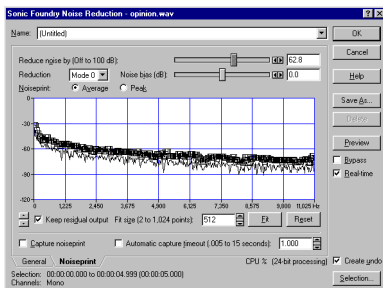 Sonic Foundry Noise Reduction - opinion.wav
Name: [Untitled]
OK
Cancel
Help
Save As...
Delete
Preview
Bypass
Real-time
Reduce noise by (Off to 100 dB): 62.8
Reduction Mode 0 Noise bias (dB): 0.0
Noiseprint: Average Peak
0
-30
-60
-90
-120
0 1,225 2,450 3,675 4,900 6,125 7,350 8,575 9,800 11,025 Hz
Keep residual output Fit size (2 to 1,024 points): 512 Fit Reset
Capture noiseprint Automatic capture timeout (.005 to 15 seconds): 1.000
General Noiseprint CPU % (24-bit processing)
Create undo
Selection: 00:00:00.000 to 00:00:04.999 (00:00:05.000)
Channels: Mono
Selection...